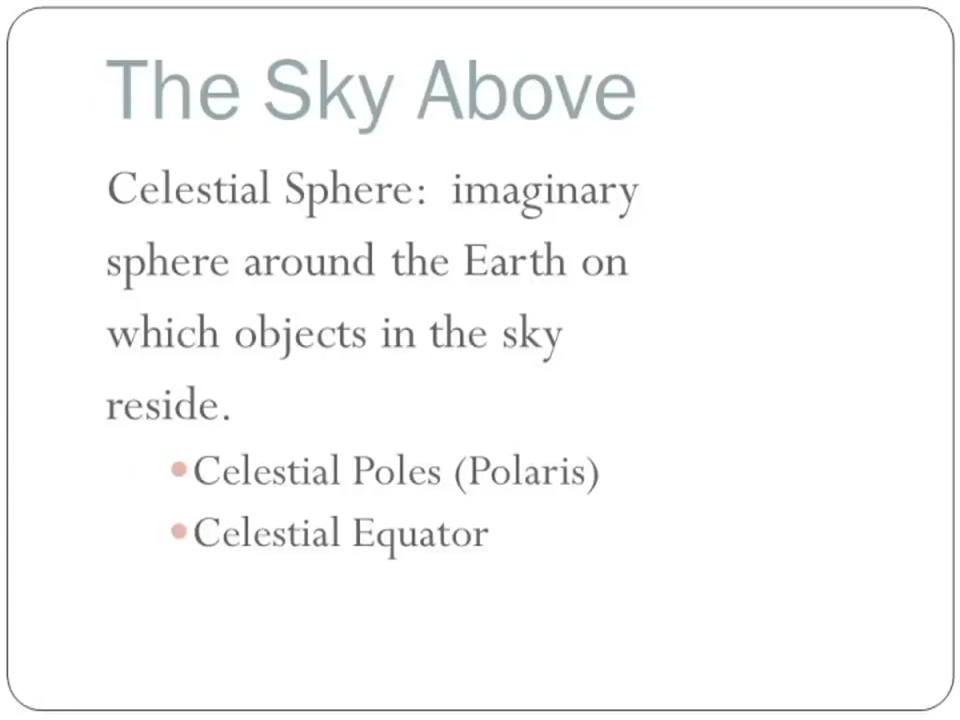 The Sky Above
Celestial Sphere:  imaginary
sphere around the Earth on
which objects in the sky
reside.
•Celestial Poles (Polaris)
•Celestial Equator